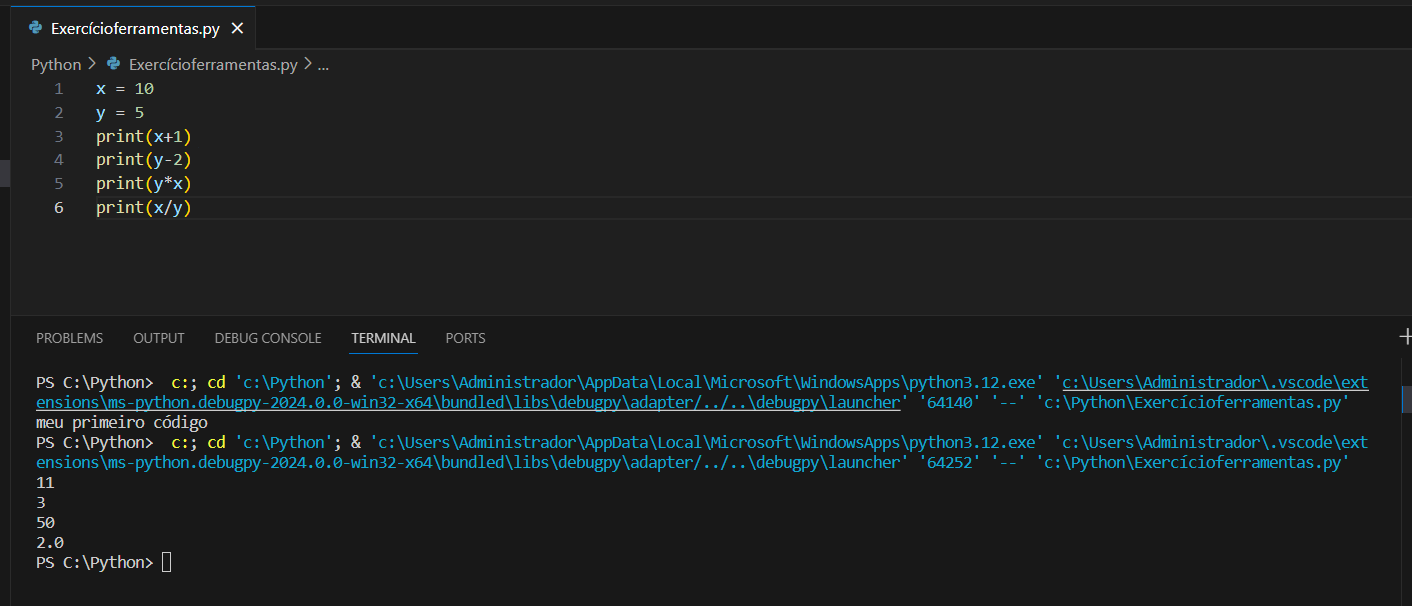 Exercícioferramentas.py
Python > Exercícioferramentas.py > ...
1 x = 10
2 y = 5
3 print(x+1)
4 print(y-2)
5 print(y*x)
6 print(x/y)
PROBLEMS OUTPUT DEBUG CONSOLE TERMINAL PORTS
PS C:\Python>  c:; cd 'c:\Python'; & 'c:\Users\Administrador\AppData\Local\Microsoft\WindowsApps\python3.12.exe' 'c:\Users\Administrador\.vscode\ext
ensions\ms-python.debugpy-2024.0.0-win32-x64\bundled\libs\debugpy\adapter/../..\debugpy\launcher' '64140' '--' 'c:\Python\Exercícioferramentas.py'
meu primeiro código
PS C:\Python>  c:; cd 'c:\Python'; & 'c:\Users\Administrador\AppData\Local\Microsoft\WindowsApps\python3.12.exe' 'c:\Users\Administrador\.vscode\ext
ensions\ms-python.debugpy-2024.0.0-win32-x64\bundled\libs\debugpy\adapter/../..\debugpy\launcher' '64252' '--' 'c:\Python\Exercícioferramentas.py'
11
3
50
2.0
PS C:\Python>